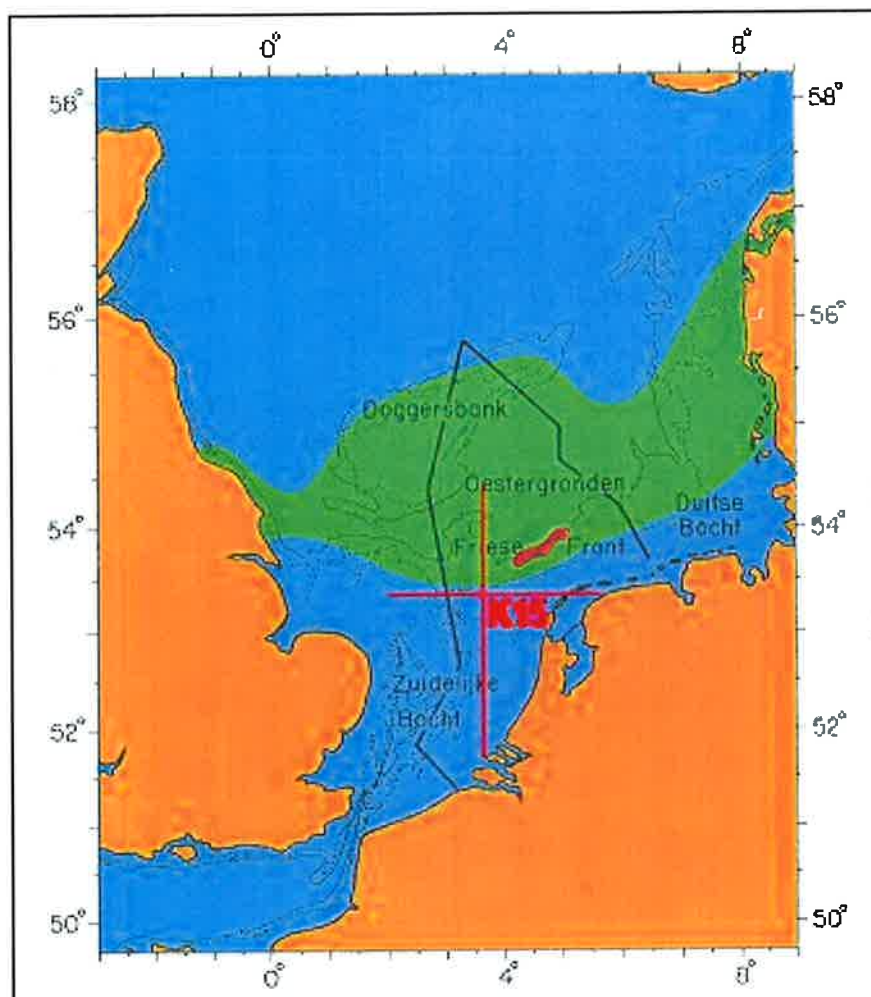 0° 4° 8°
58° 58°
56° 56°
Doggersbank
Oestergronden
Duitse
Bocht
54° 54°
Friese Front
K15
Zuidelijke
Bocht
52° 52°
50° 50°
0° 4° 8°